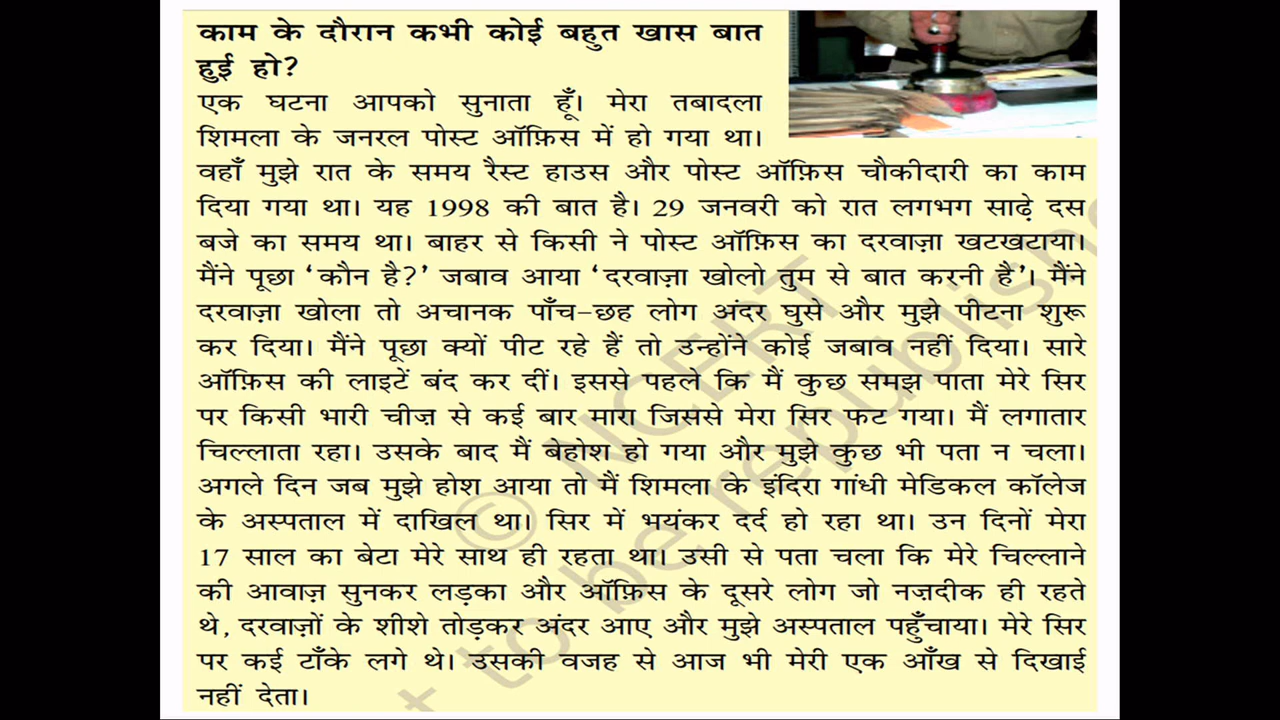 काम के दौरान कभी कोई बहुत खास बात
हुई हो?
एक घटना आपको सुनाता हूँ। मेरा तबादला
शिमला के जनरल पोस्ट ऑफ़िस में हो गया था।
वहाँ मुझे रात के समय रैस्ट हाउस और पोस्ट ऑफ़िस चौकीदारी का काम
दिया गया था। यह 1998 की बात है। 29 जनवरी को रात लगभग साढ़े दस
बजे का समय था। बाहर से किसी ने पोस्ट ऑफ़िस का दरवाज़ा खटखटाया।
मैंने पूछा ‘कौन है?’ जबाव आया ‘दरवाज़ा खोलो तुम से बात करनी है’। मैंने
दरवाज़ा खोला तो अचानक पाँच–छह लोग अंदर घुसे और मुझे पीटना शुरू
कर दिया। मैंने पूछा क्यों पीट रहे हैं तो उन्होंने कोई जबाव नहीं दिया। सारे
ऑफ़िस की लाइटें बंद कर दीं। इससे पहले कि मैं कुछ समझ पाता मेरे सिर
पर किसी भारी चीज़ से कई बार मारा जिससे मेरा सिर फट गया। मैं लगातार
चिल्लाता रहा। उसके बाद मैं बेहोश हो गया और मुझे कुछ भी पता न चला।
अगले दिन जब मुझे होश आया तो मैं शिमला के इंदिरा गांधी मेडिकल कॉलेज
के अस्पताल में दाखिल था। सिर में भयंकर दर्द हो रहा था। उन दिनों मेरा
17 साल का बेटा मेरे साथ ही रहता था। उसी से पता चला कि मेरे चिल्लाने
की आवाज़ सुनकर लड़का और ऑफ़िस के दूसरे लोग जो नज़दीक ही रहते
थे, दरवाज़ों के शीशे तोड़कर अंदर आए और मुझे अस्पताल पहुँचाया। मेरे सिर
पर कई टाँके लगे थे। उसकी वजह से आज भी मेरी एक आँख से दिखाई
नहीं देता।
© NCERT
to be republish